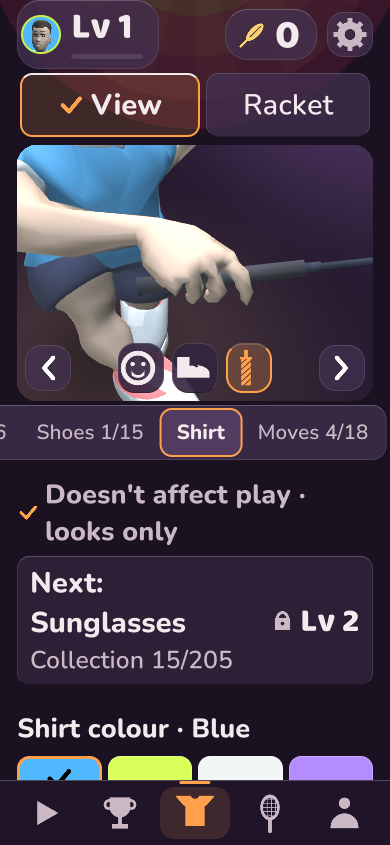 Lv 1
0
View
Racket
6
Shoes 1/15
Shirt
Moves 4/18
Doesn't affect play ·
looks only
Next:
Sunglasses
Lv 2
Collection 15/205
Shirt colour · Blue